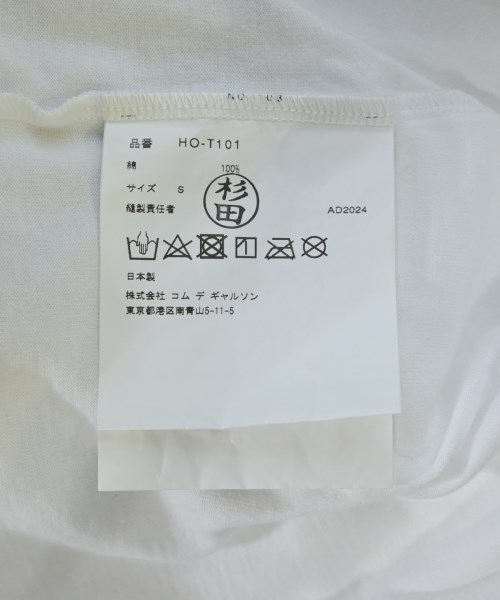 品番 HO-T101
綿 100%
サイズ S
杉田
縫製責任者 AD2024
日本製
株式会社 コム デ ギャルソン
東京都港区南青山5-11-5